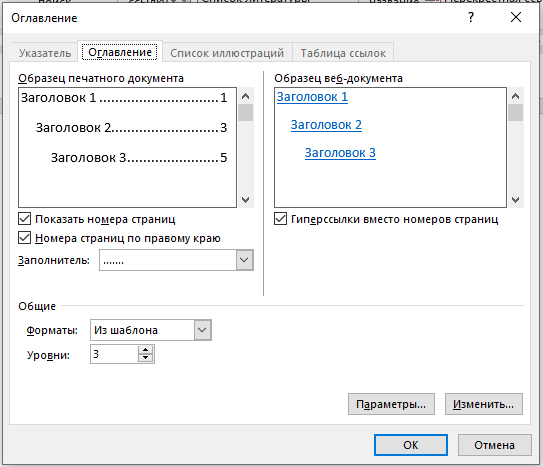 Оглавление
Указатель Оглавление Список иллюстраций Таблица ссылок
Образец печатного документа
Заголовок 1 ............................... 1
Заголовок 2 ........................... 3
Заголовок 3 ....................... 5
Образец веб-документа
Заголовок 1
Заголовок 2
Заголовок 3
Показать номера страниц
Номера страниц по правому краю
Заполнитель: .......
Гиперссылки вместо номеров страниц
Общие
Форматы: Из шаблона
Уровни: 3
Параметры... Изменить...
ОК Отмена